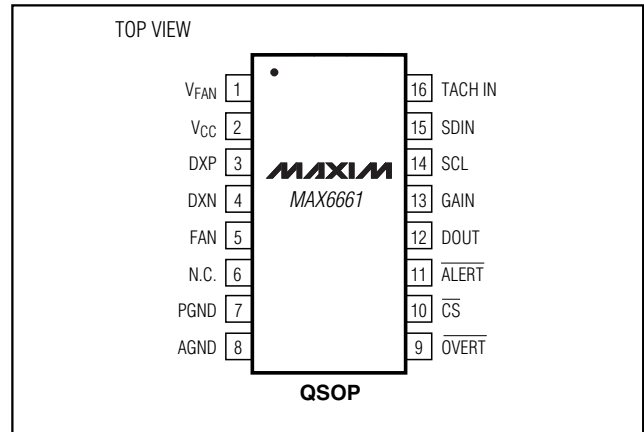 TOP VIEW
VFAN 1
VCC 2
DXP 3
DXN 4
FAN 5
N.C. 6
PGND 7
AGND 8
MAXIM
MAX6661
16 TACH IN
15 SDIN
14 SCL
13 GAIN
12 DOUT
11 ALERT
10 CS
9 OVERT
QSOP